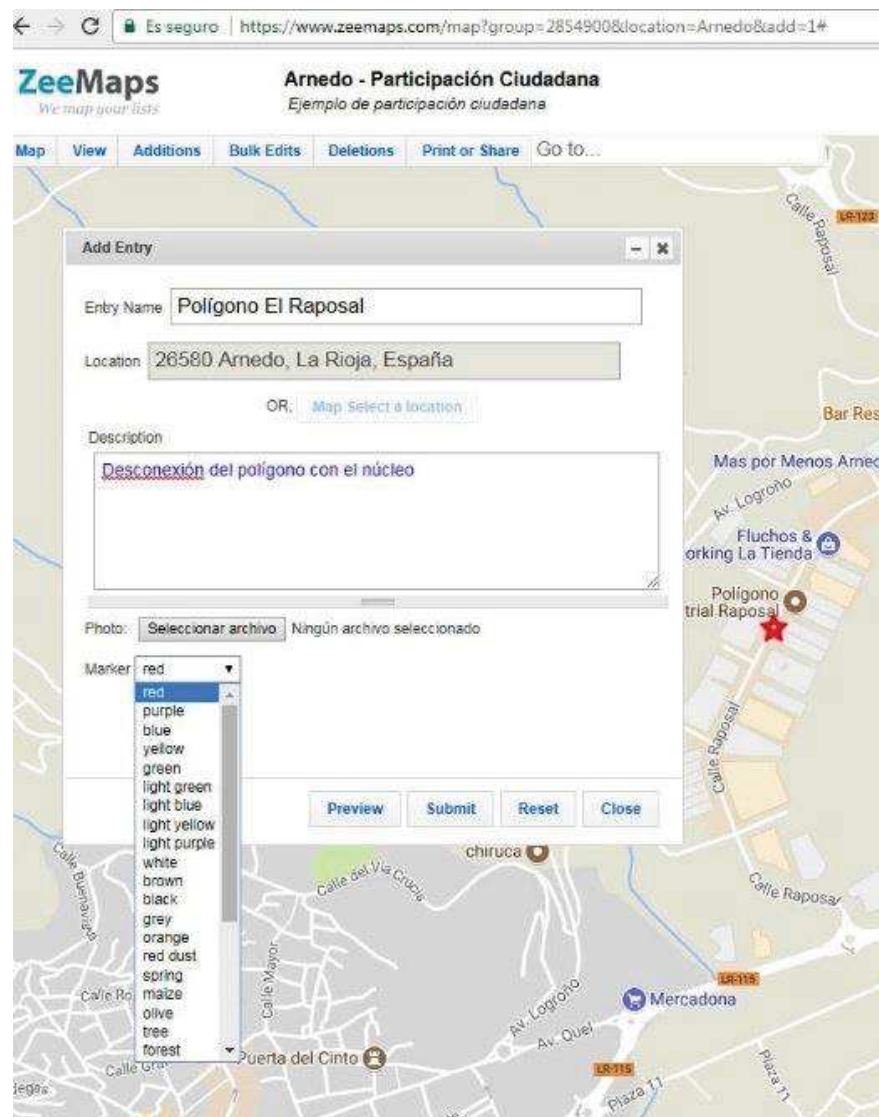 Es seguro | https://www.zeemaps.com/map?group=2854900&location=Arnedo&add=1#
ZeeMaps
We map your lists
Arnedo - Participación Ciudadana
Ejemplo de participación ciudadana
Map View Additions Bulk Edits Deletions Print or Share Go to...
Calle Raposal
LR-123
Add Entry
Entry Name Polígono El Raposal
Location 26580 Arnedo, La Rioja, España
OR, Map Select a location
Description
Desconexión del polígono con el núcleo
Photo: Seleccionar archivo Ningún archivo seleccionado
Marker red
red
purple
blue
yellow
green
light green
light blue
light yellow
light purple
white
brown
black
grey
orange
red dust
spring
maize
olive
tree
forest
Preview Submit Reset Close
Bar Res
Mas por Menos Arned
Av. Logroño
Fluchos &
orking La Tienda
Polígono
trial Raposal
Calle Raposal
chiruca
Calle del Vía Crucis
Calle Raposal
Calle Buenavista
Calle Mayor
LR-115
Calle Ro
Mercadona
Av. Logroño
Av. Quel
Puerta del Cinto
LR-115
Calle Gra
degas
Plaza 11
Plaza 11